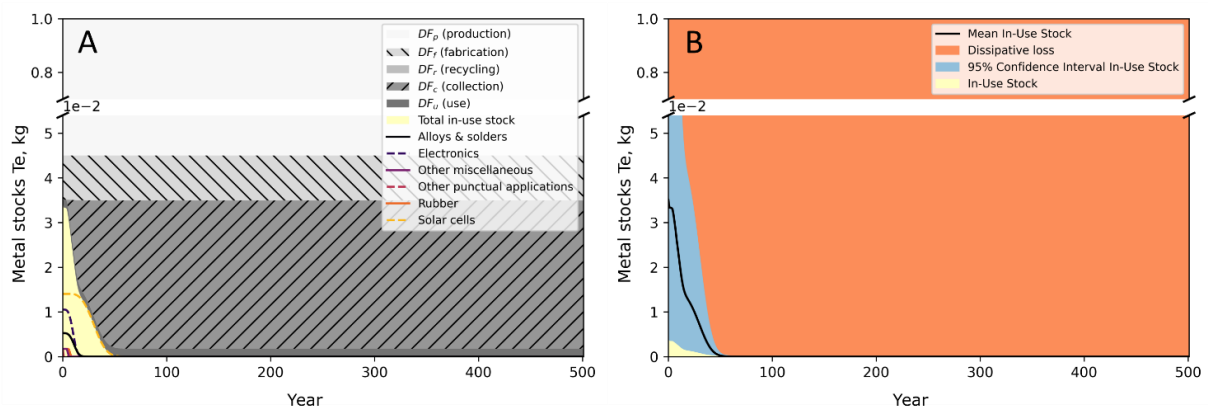 A
1.0
0.8
1e−2
5
4
3
2
1
0
Metal stocks Te, kg
0
100
200
300
400
500
Year
DFp (production)
DFf (fabrication)
DFr (recycling)
DFc (collection)
DFu (use)
Total in-use stock
Alloys & solders
Electronics
Other miscellaneous
Other punctual applications
Rubber
Solar cells
B
1.0
0.8
1e−2
5
4
3
2
1
0
Metal stocks Te, kg
0
100
200
300
400
500
Year
Mean In-Use Stock
Dissipative loss
95% Confidence Interval In-Use Stock
In-Use Stock